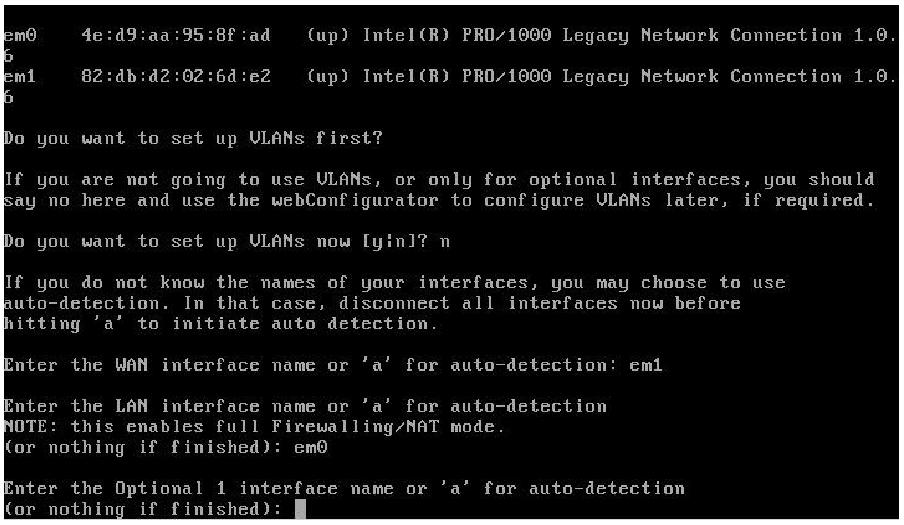 em0    4e:d9:aa:95:8f:ad   (up) Intel(R) PRO/1000 Legacy Network Connection 1.0.
6
em1    82:db:d2:02:6d:e2   (up) Intel(R) PRO/1000 Legacy Network Connection 1.0.
6
Do you want to set up VLANs first?
If you are not going to use VLANs, or only for optional interfaces, you should
say no here and use the webConfigurator to configure VLANs later, if required.
Do you want to set up VLANs now [y|n]? n
If you do not know the names of your interfaces, you may choose to use
auto-detection. In that case, disconnect all interfaces now before
hitting 'a' to initiate auto detection.
Enter the WAN interface name or 'a' for auto-detection: em1
Enter the LAN interface name or 'a' for auto-detection
NOTE: this enables full Firewalling/NAT mode.
(or nothing if finished): em0
Enter the Optional 1 interface name or 'a' for auto-detection
(or nothing if finished):